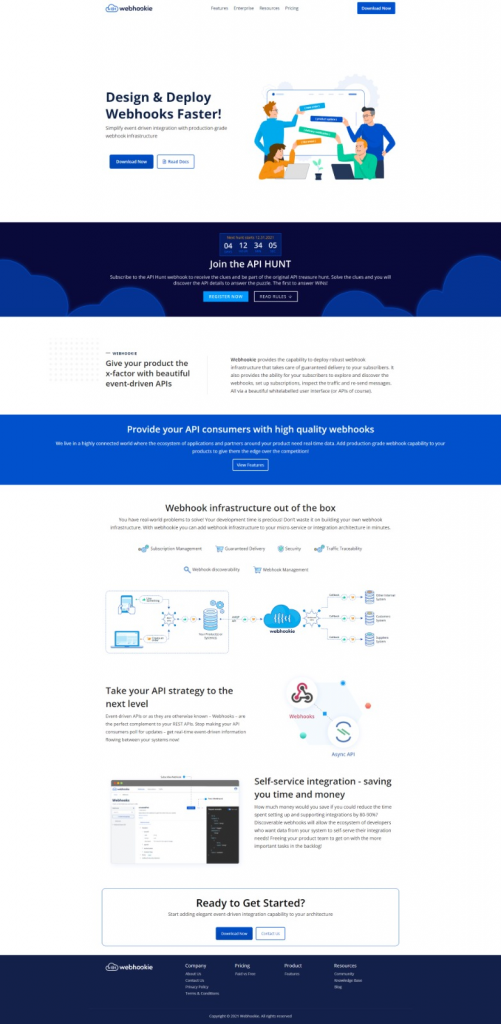 webhookie
Features Enterprise Resources Pricing
Download Now
Design & Deploy
Webhooks Faster!
Simplify event-driven integration with production-grade
webhook infrastructure
Download Now
Read Docs
04 12 34 05
Join the API HUNT
Subscribe to the API Hunt webhook to receive the clues and be part of the original API treasure hunt. Solve the clues and you will
discover the API details to answer the puzzle. The first to answer Wins!
REGISTER NOW
READ RULES
WEBHOOKIE
Give your product the
x-factor with beautiful
event-driven APIs
Webhookie provides the capability to deploy robust webhook
infrastructure that takes care of guaranteed delivery to your subscribers. It
also provides the ability for your subscribers to explore and discover the
webhooks, set up subscriptions, inspect the traffic and re-send messages.
All via a beautiful whitelabelled user interface (or APIs of course).
Provide your API consumers with high quality webhooks
We live in a highly connected world where the ecosystem of applications and partners around your product need real time data. Add production-grade webhook capability to your
products to give them the edge over the competition!
View Features
Webhook infrastructure out of the box
You have real-world problems to solve! Your development time is precious! Don't waste it on building your own webhook
infrastructure. With webhookie you can add webhook infrastructure to your micro-service or integration architecture in minutes.
Subscription Management
Guaranteed Delivery
Security
Traffic Traceability
Webhook discoverability
Webhook Management
webhookie
Take your API strategy to the
next level
Event driven APIs or as they are otherwise known - Webhooks - are
the perfect complement to your REST APIs. Stop making your API
consumers poll for updates - get real-time event-driven information
flowing between your systems now!
Webhooks
Async API
Webhooks
Self-service integration - saving
you time and money
How much money would you save if you could reduce the time
spent setting up and supporting integrations by 80-90%?
Discoverable webhooks will allow the ecosystem of developers
who want data from your system to self-serve their integration
needs! Freeing your product team to get on with the more
important tasks in the backlog!
Ready to Get Started?
Start adding elegant event-driven integration capability to your architecture
Download Now
Contact Us
webhookie
Company
About Us
Contact Us
Privacy Policy
Terms & Conditions
Pricing
Product
Features
Resources
Community
Knowledge Base
Blog
Copyright © 2021 Webhookie, All rights reserved